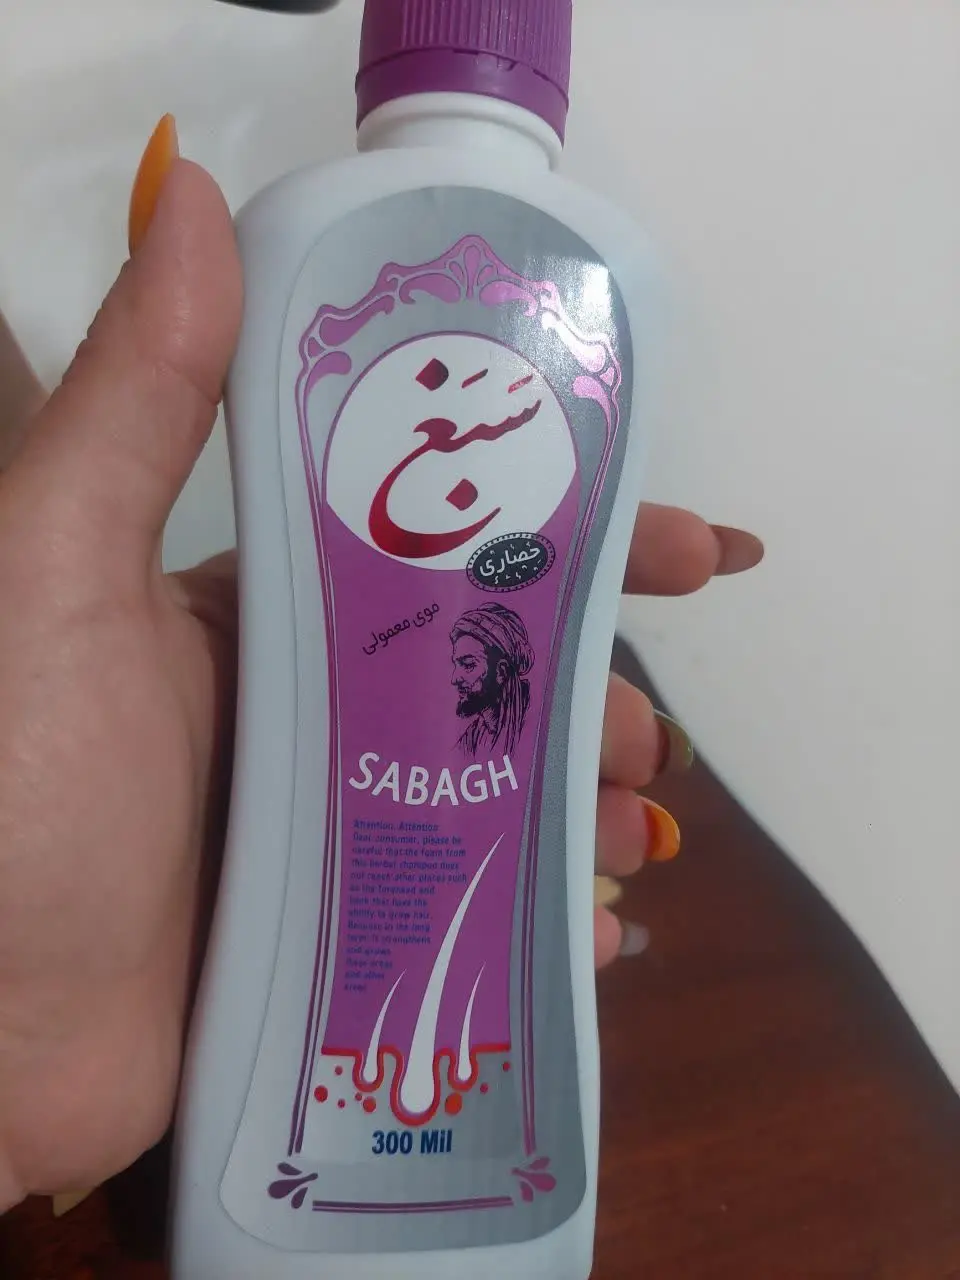 سَبَغ
حصاری
موی معمولی
SABAGH
Attention, Attention
Dear consumer, please be
careful that the foam from
this herbal shampoo does
not reach other places such
as the forehead and
neck that have the
ability to grow hair.
Because in the long
term, it strengthens
and grows
these areas
and other
areas
300 Mil